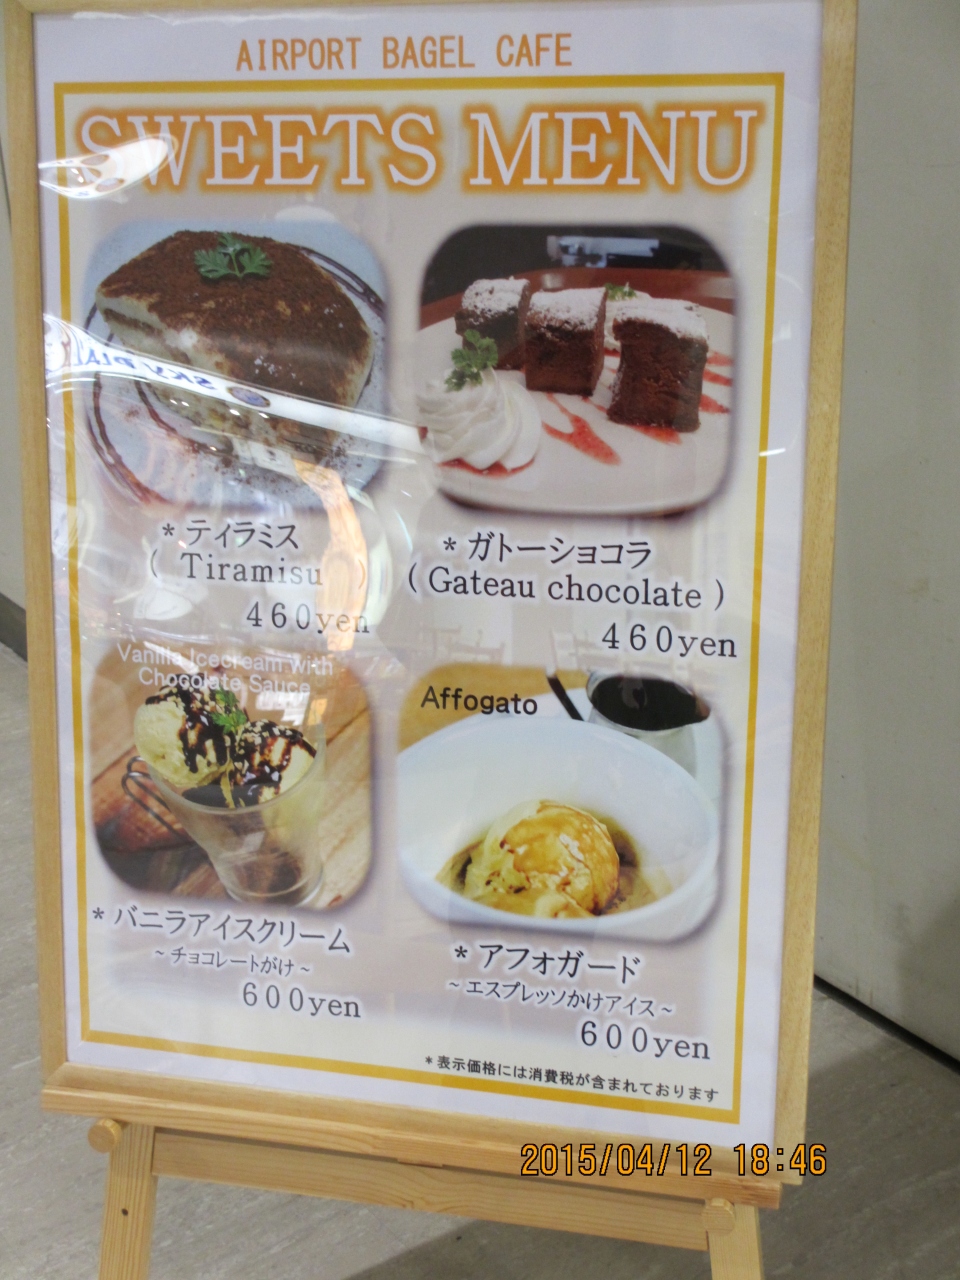 AIRPORT BAGEL CAFE
SWEETS MENU
* ティラミス
( Tiramisu )
460yen
* ガトーショコラ
( Gateau chocolate )
460yen
Vanilla Icecream with
Chocolate Sauce
* バニラアイスクリーム
~チョコレートがけ~
600yen
Affogato
* アフォガード
~エスプレッソかけアイス~
600yen
*表示価格には消費税が含まれております
2015/04/12 18:46